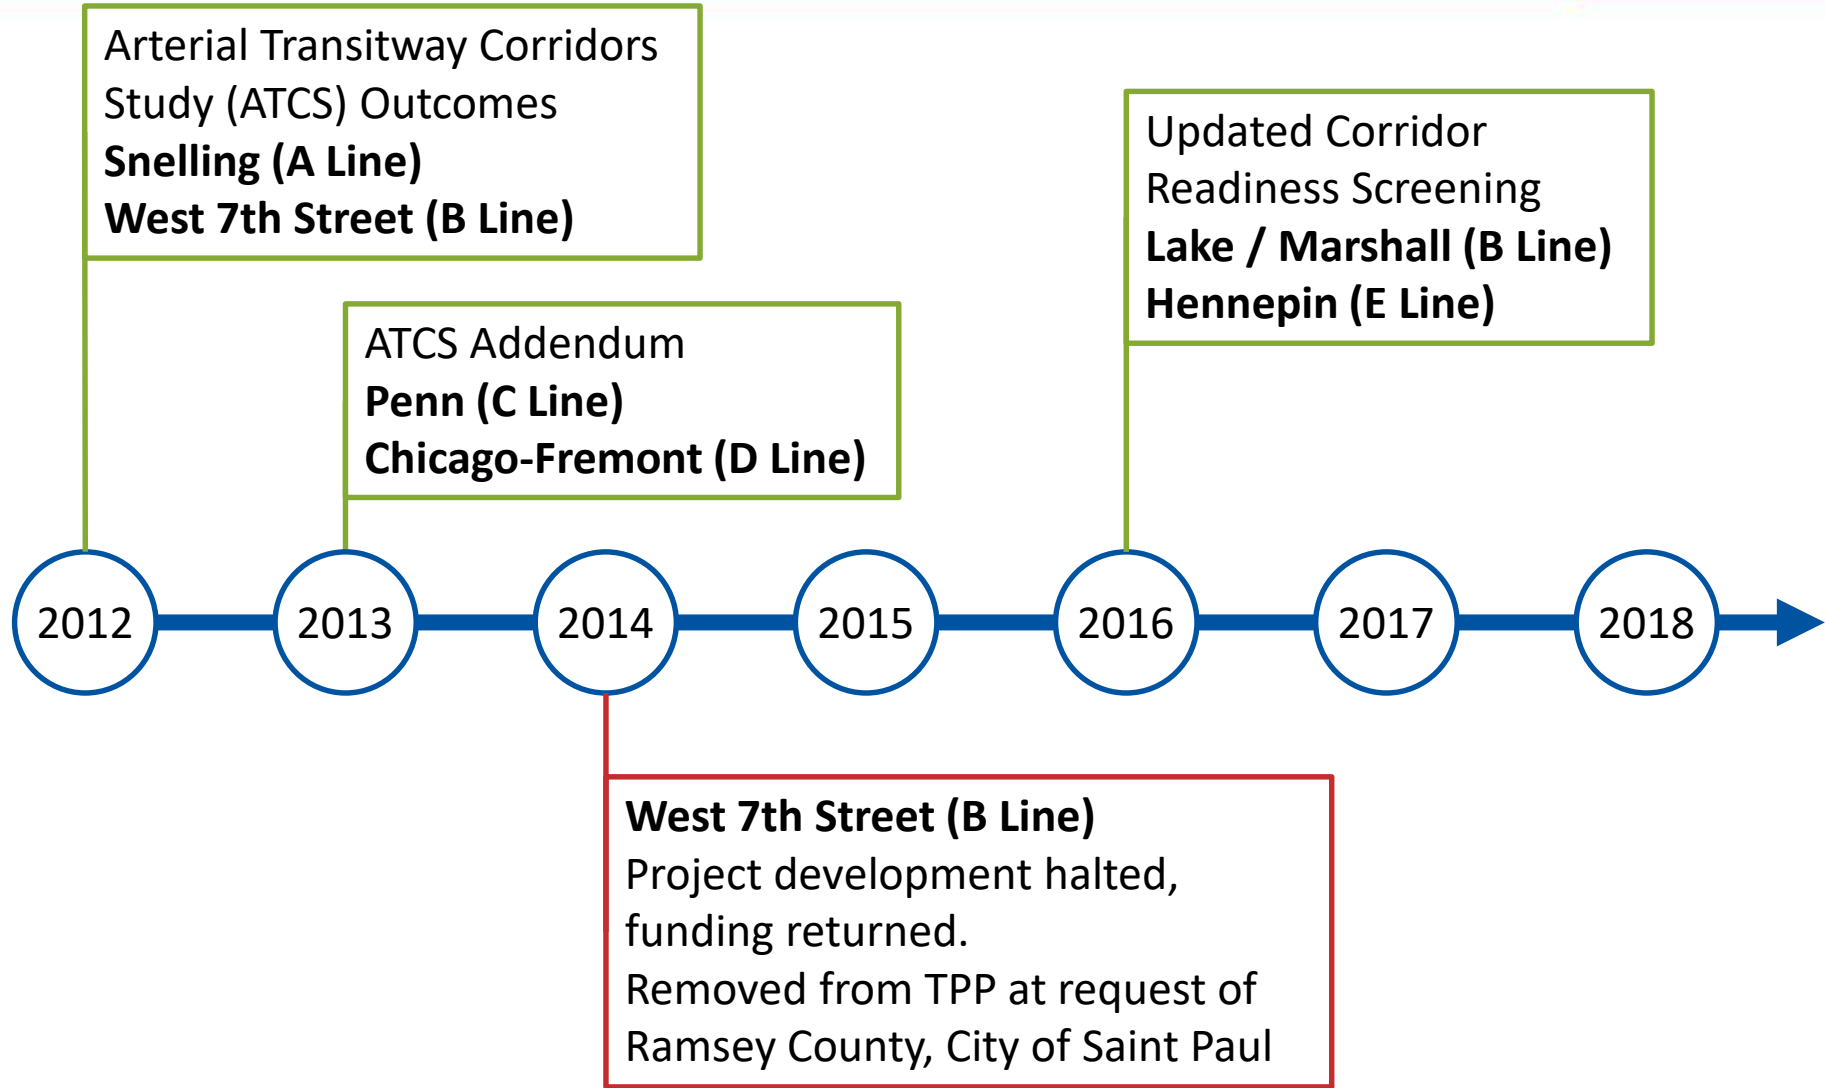 Arterial Transitway Corridors
Study (ATCS) Outcomes
Snelling (A Line)
West 7th Street (B Line)
Updated Corridor
Readiness Screening
Lake / Marshall (B Line)
Hennepin (E Line)
ATCS Addendum
Penn (C Line)
Chicago-Fremont (D Line)
2012
2013
2014
2015
2016
2017
2018
West 7th Street (B Line)
Project development halted,
funding returned.
Removed from TPP at request of
Ramsey County, City of Saint Paul